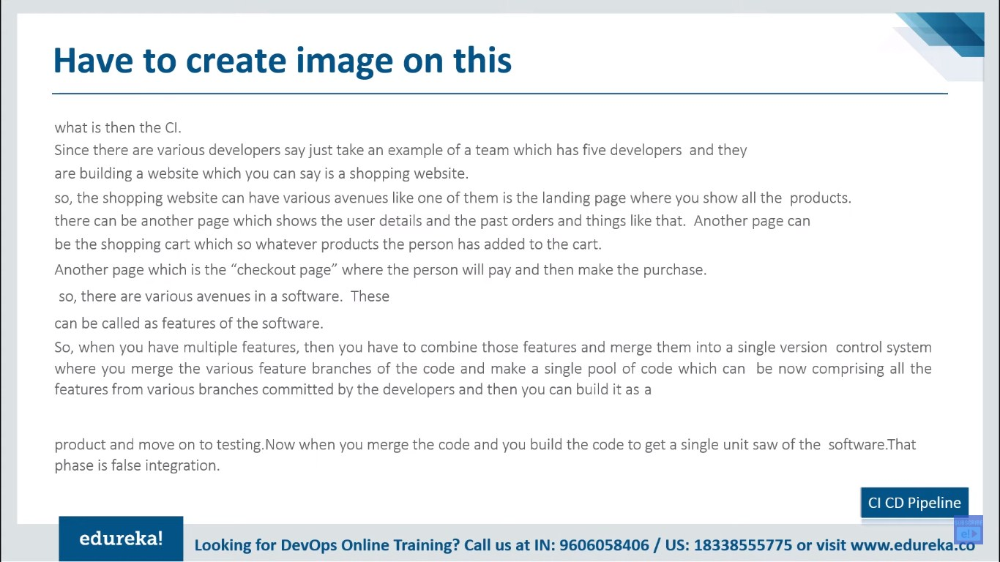 Have to create image on this
what is then the CI.
Since there are various developers say just take an example of a team which has five developers and they
are building a website which you can say is a shopping website.
so, the shopping website can have various avenues like one of them is the landing page where you show all the products.
there can be another page which shows the user details and the past orders and things like that. Another page can
be the shopping cart which so whatever products the person has added to the cart.
Another page which is the “checkout page” where the person will pay and then make the purchase.
so, there are various avenues in a software. These
can be called as features of the software.
So, when you have multiple features, then you have to combine those features and merge them into a single version control system
where you merge the various feature branches of the code and make a single pool of code which can be now comprising all the
features from various branches committed by the developers and then you can build it as a
product and move on to testing.Now when you merge the code and you build the code to get a single unit saw of the software.That
phase is false integration.
CI CD Pipeline
edureka!
Looking for DevOps Online Training? Call us at IN: 9606058406 / US: 18338555775 or visit www.edureka.co
e!